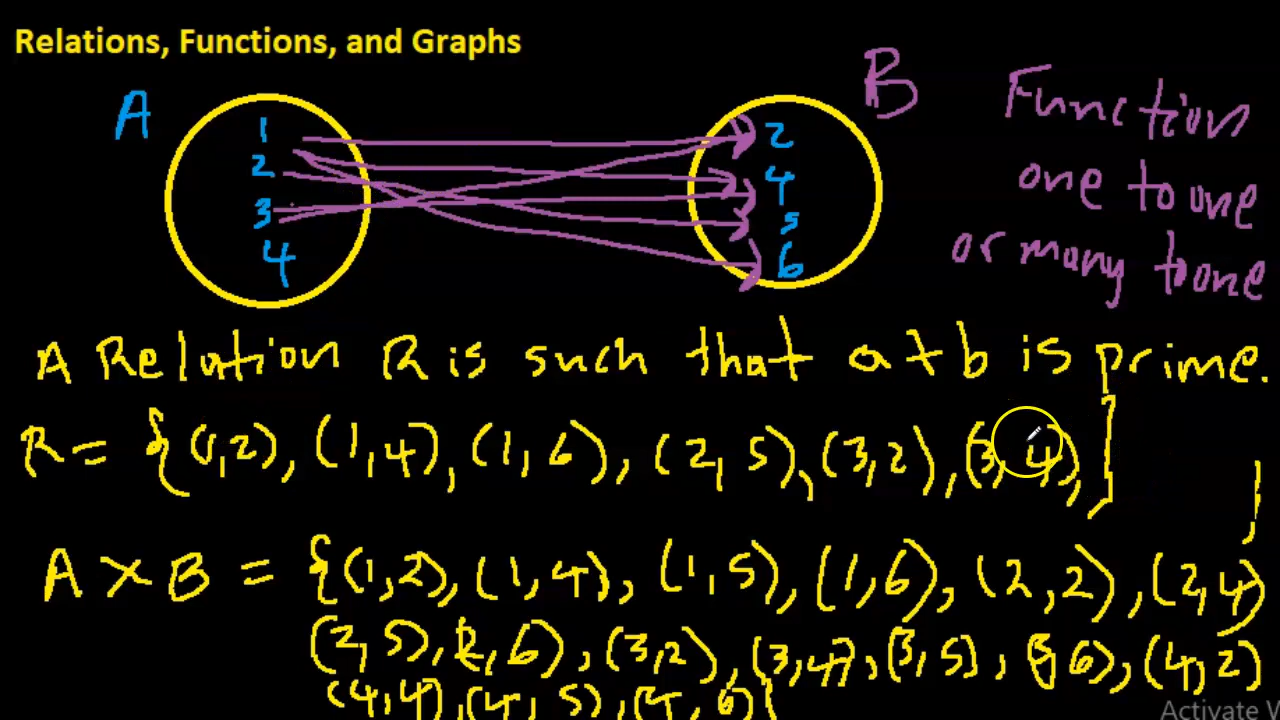 Relations, Functions, and Graphs
A
B
1
2
3
4
2
4
5
6
Function
one to one
or many to one
A Relation R is such that a + b is prime.
R = {(1,2), (1,4), (1,6), (2,5), (3,2), (3,4),}
A × B = {(1,2), (1,4), (1,5), (1,6), (2,2), (2,4)
(2,5), (2,6), (3,2), (3,4), (3,5), (3,6), (4,2)
(4,4), (4,5), (4,6)}
Activate